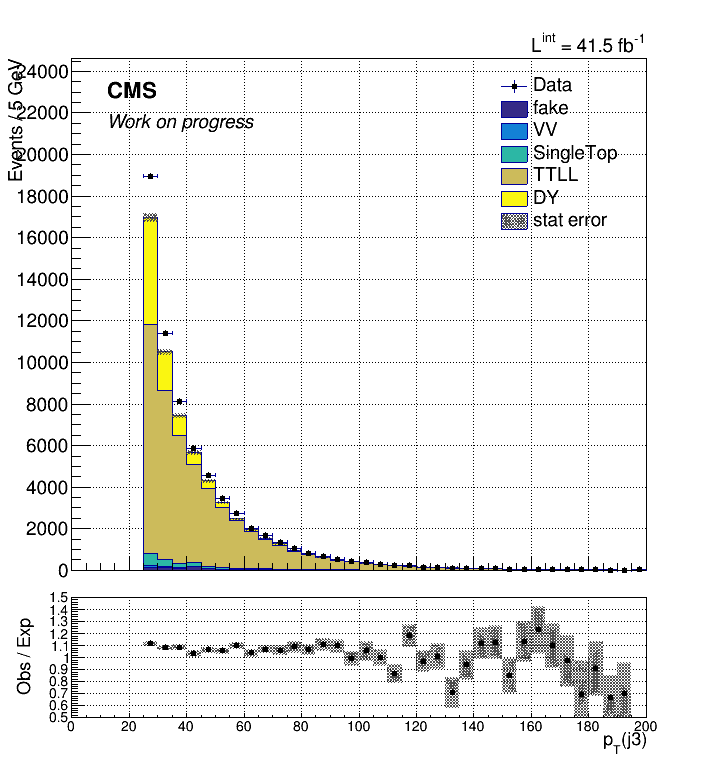 L^int = 41.5 fb^-1
Events / 5 GeV
24000
22000
20000
18000
16000
14000
12000
10000
8000
6000
4000
2000
0
CMS
Work on progress
Data
fake
VV
SingleTop
TTLL
DY
stat error
Obs / Exp
1.5
1.4
1.3
1.2
1.1
1
0.9
0.8
0.7
0.6
0.5
0 20 40 60 80 100 120 140 160 180 200
p_T(j3)